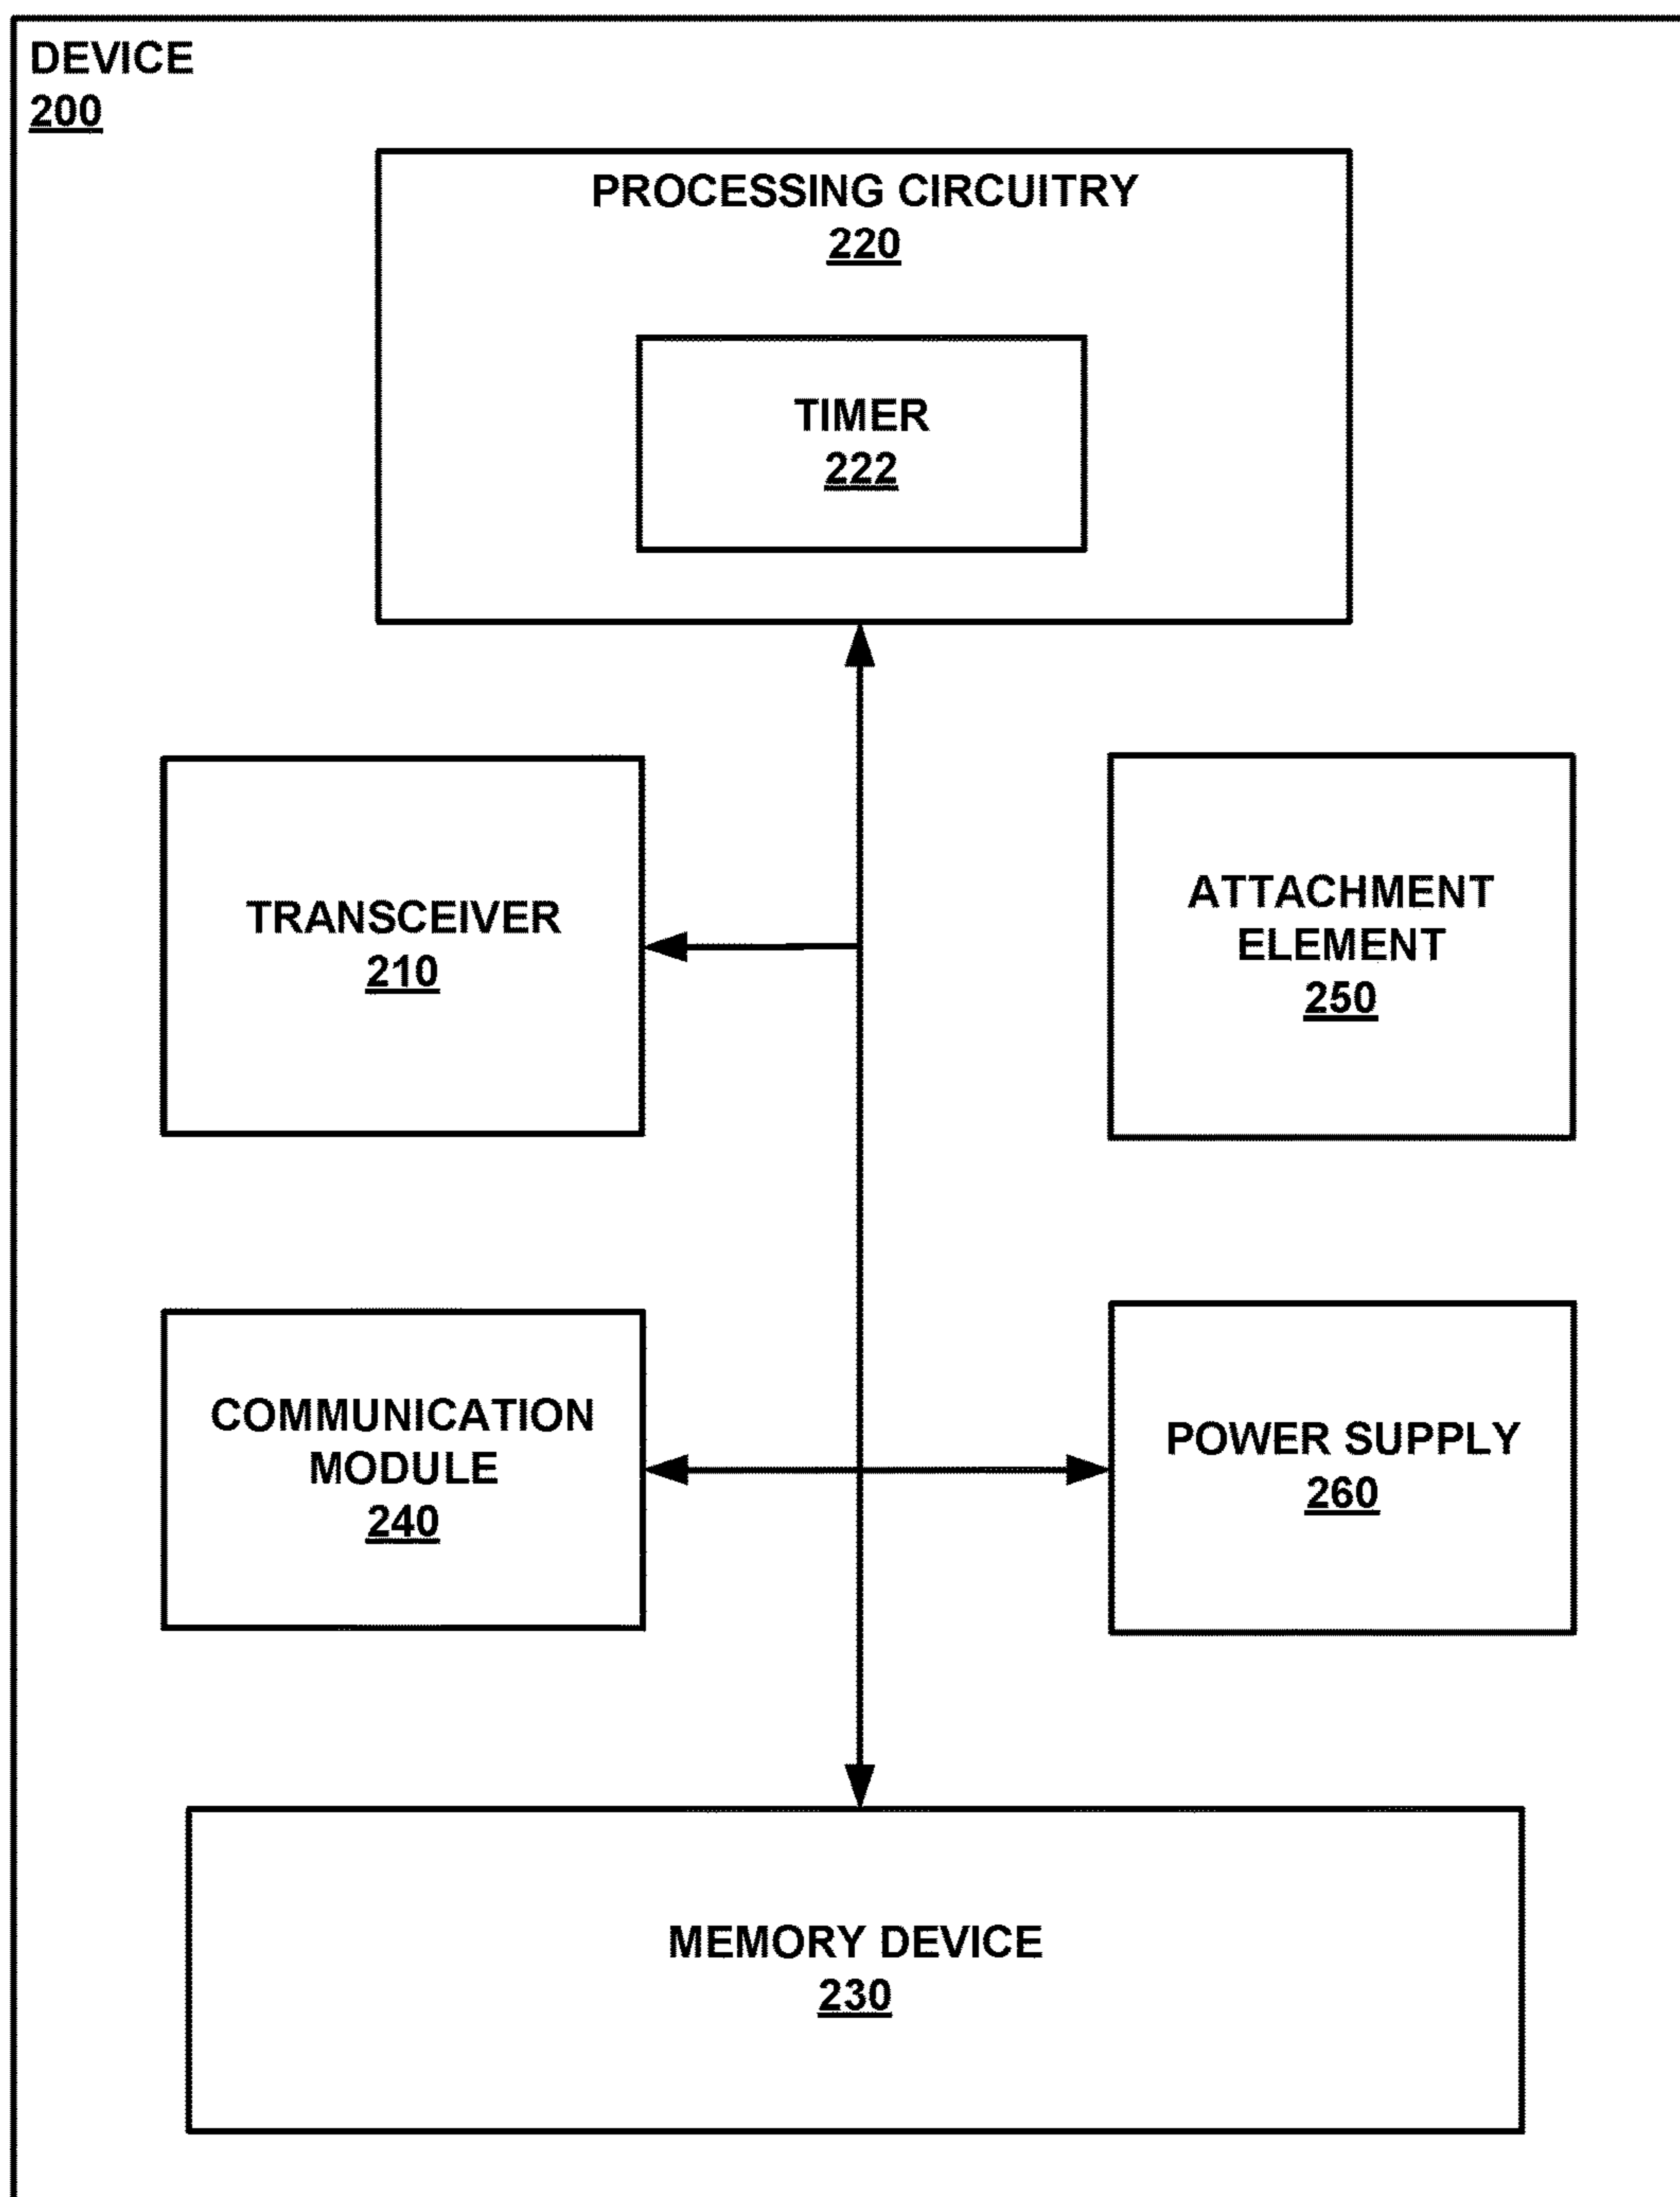 DEVICE
200
PROCESSING CIRCUITRY
220
TIMER
222
TRANSCEIVER
210
ATTACHMENT
ELEMENT
250
COMMUNICATION
MODULE
240
POWER SUPPLY
260
MEMORY DEVICE
230